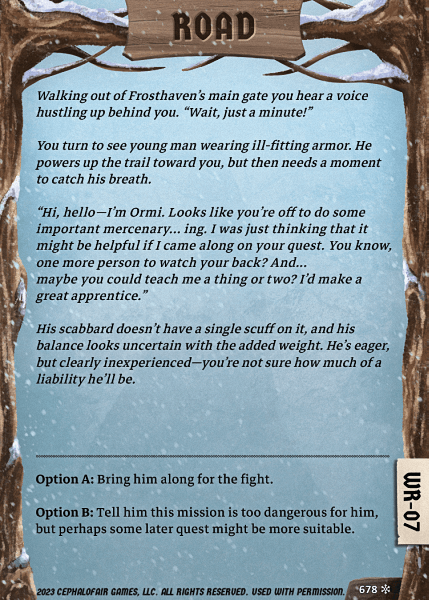 ROAD
Walking out of Frosthaven's main gate you hear a voice
hustling up behind you. “Wait, just a minute!”
You turn to see young man wearing ill-fitting armor. He
powers up the trail toward you, but then needs a moment
to catch his breath.
“Hi, hello—I'm Ormi. Looks like you're off to do some
important mercenary... ing. I was just thinking that it
might be helpful if I came along on your quest. You know,
one more person to watch your back? And...
maybe you could teach me a thing or two? I'd make a
great apprentice.”
His scabbard doesn't have a single scuff on it, and his
balance looks uncertain with the added weight. He's eager,
but clearly inexperienced—you're not sure how much of a
liability he'll be.
Option A: Bring him along for the fight.
Option B: Tell him this mission is too dangerous for him,
but perhaps some later quest might be more suitable.
WR-07
2023 CEPHALOFAIR GAMES, LLC. ALL RIGHTS RESERVED. USED WITH PERMISSION.
678